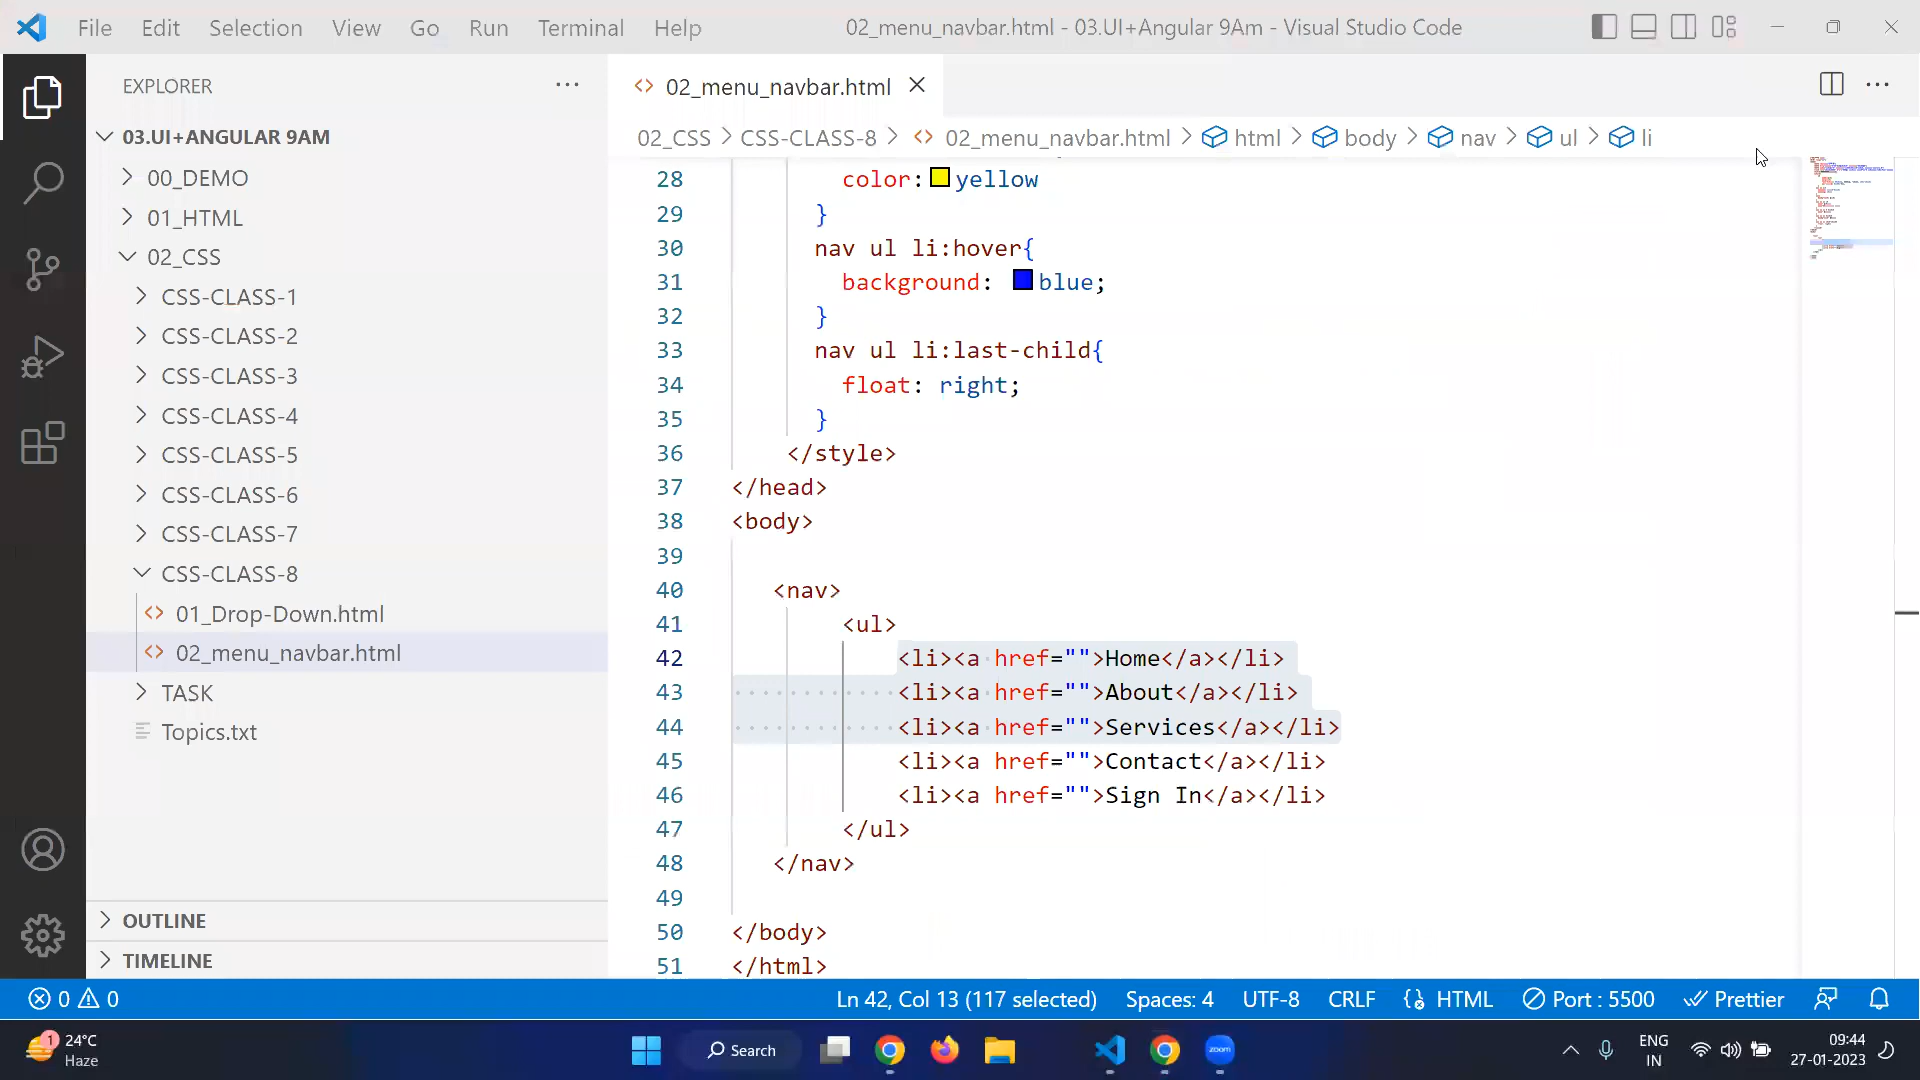 File Edit Selection View Go Run Terminal Help 02_menu_navbar.html - 03.UI+Angular 9Am - Visual Studio Code
EXPLORER
02_menu_navbar.html
03.UI+ANGULAR 9AM
02_CSS > CSS-CLASS-8 > 02_menu_navbar.html > html > body > nav > ul > li
00_DEMO
01_HTML
02_CSS
CSS-CLASS-1
CSS-CLASS-2
CSS-CLASS-3
CSS-CLASS-4
CSS-CLASS-5
CSS-CLASS-6
CSS-CLASS-7
CSS-CLASS-8
01_Drop-Down.html
02_menu_navbar.html
TASK
Topics.txt
OUTLINE
TIMELINE
28 color: yellow
29 }
30 nav ul li:hover{
31 background: blue;
32 }
33 nav ul li:last-child{
34 float: right;
35 }
36 </style>
37 </head>
38 <body>
39
40 <nav>
41 <ul>
42 <li><a href="">Home</a></li>
43 <li><a href="">About</a></li>
44 <li><a href="">Services</a></li>
45 <li><a href="">Contact</a></li>
46 <li><a href="">Sign In</a></li>
47 </ul>
48 </nav>
49
50 </body>
51 </html>
0 0 Ln 42, Col 13 (117 selected) Spaces: 4 UTF-8 CRLF HTML Port : 5500 Prettier
1 24°C
Haze
Search
zoom
ENG
IN
09:44
27-01-2023